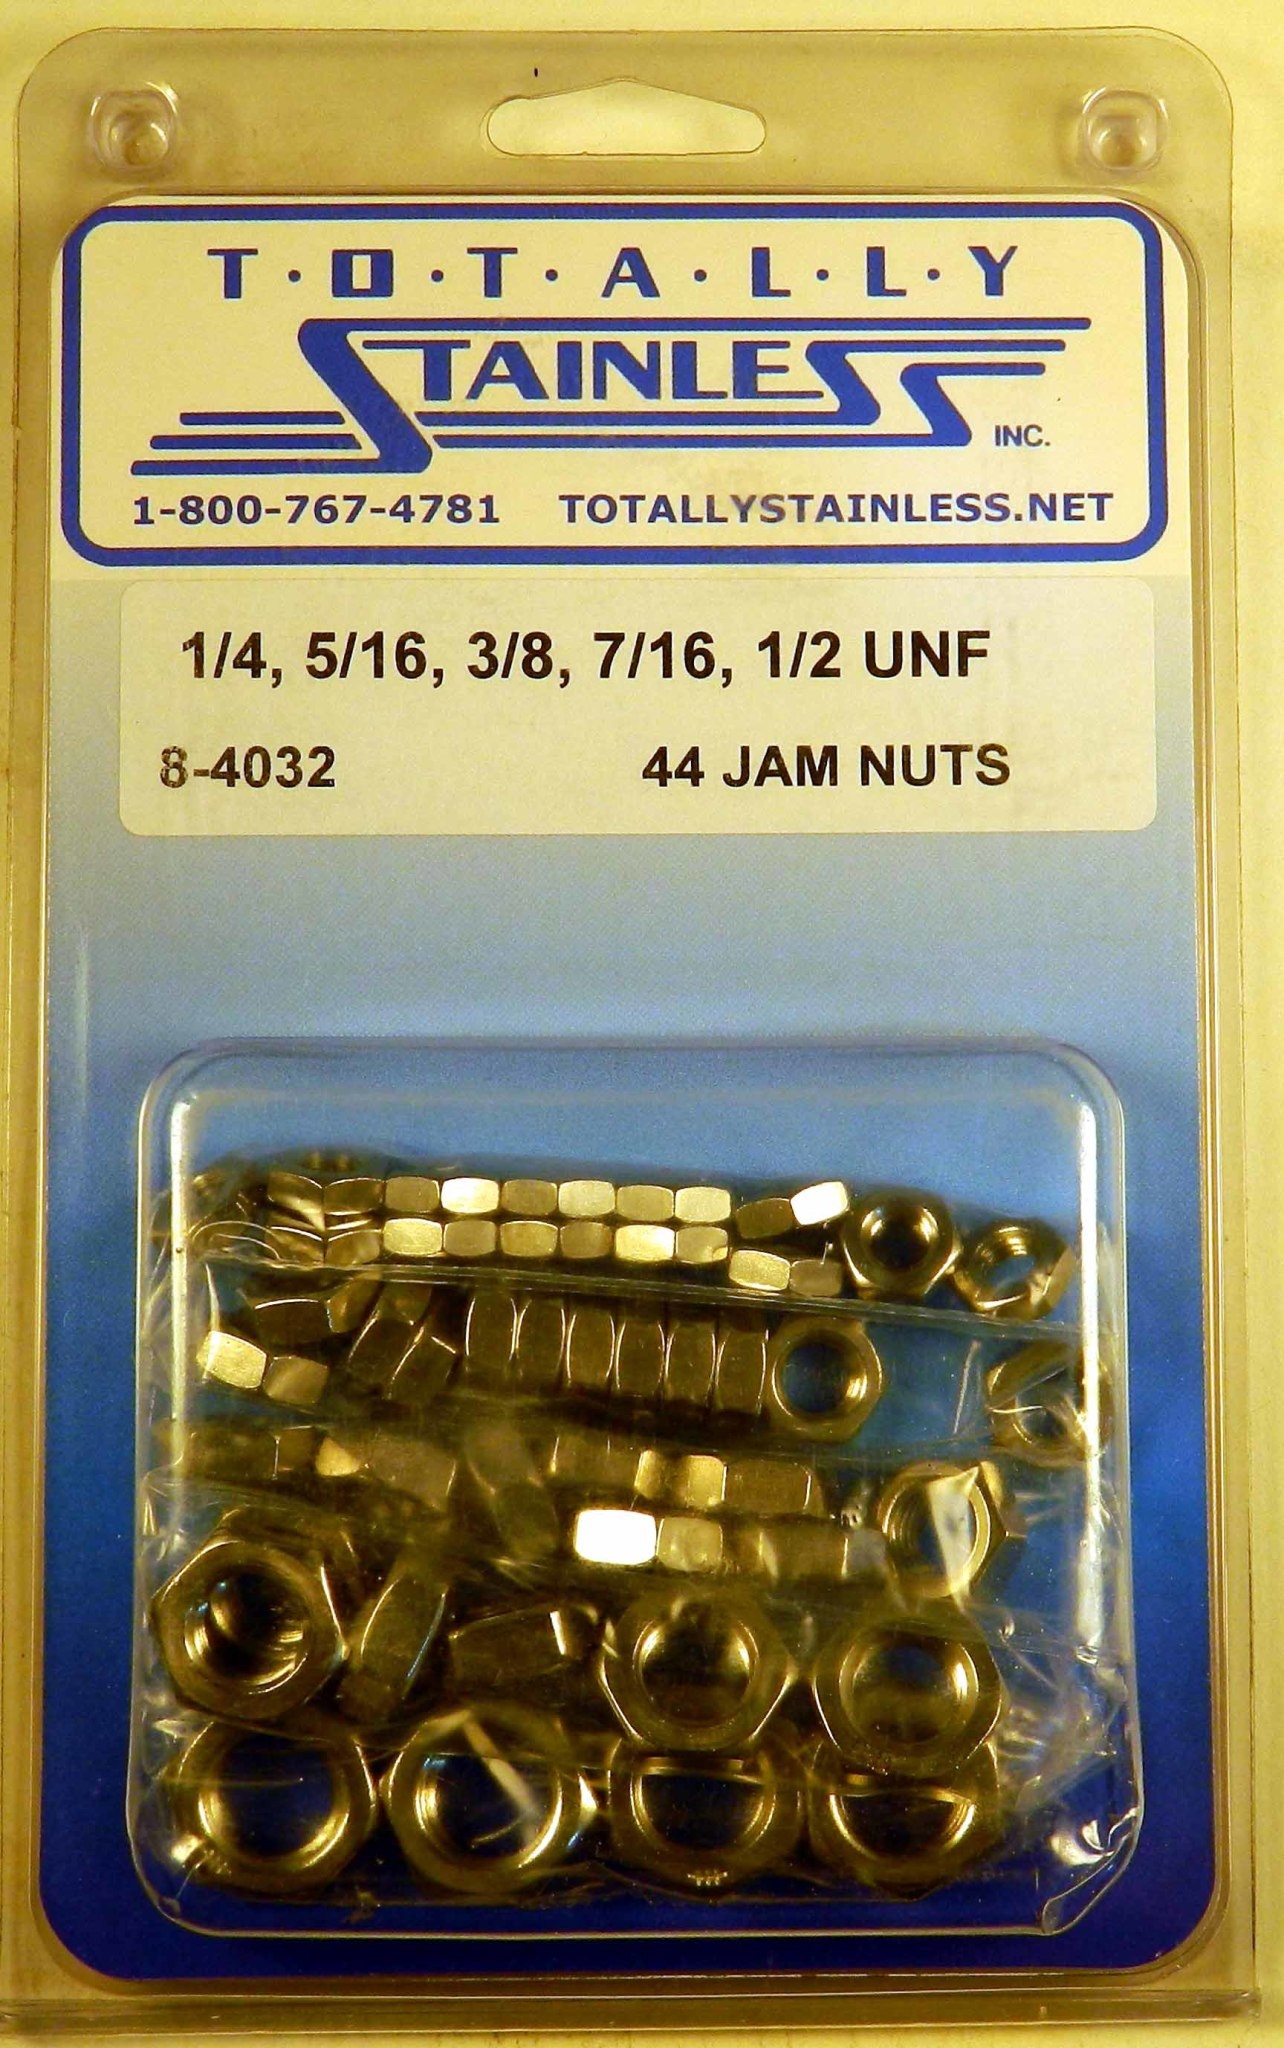 T·O·T·A·L·L·Y
STAINLESS INC.
1-800-767-4781 TOTALLYSTAINLESS.NET
1/4, 5/16, 3/8, 7/16, 1/2 UNF
8-4032 44 JAM NUTS